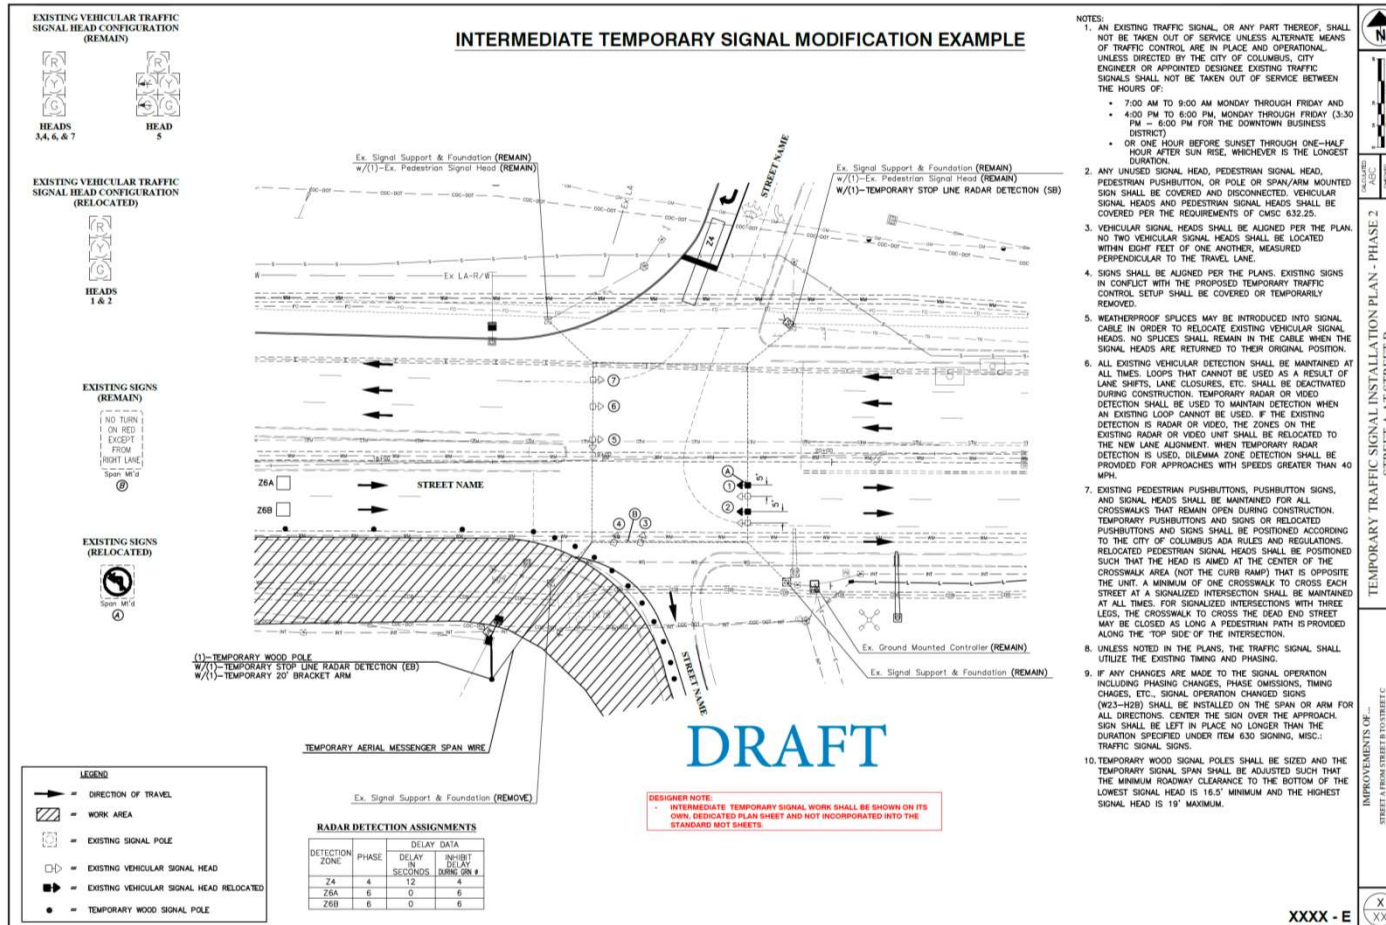 INTERMEDIATE TEMPORARY SIGNAL MODIFICATION EXAMPLE
EXISTING VEHICULAR TRAFFIC
SIGNAL HEAD CONFIGURATION
(REMAIN)
R
Y
G
R
Y
G
G
HEADS
3,4, 6, & 7
HEAD
5
EXISTING VEHICULAR TRAFFIC
SIGNAL HEAD CONFIGURATION
(RELOCATED)
R
Y
G
HEADS
1 & 2
EXISTING SIGNS
(REMAIN)
NO TURN
ON RED
EXCEPT
FROM
RIGHT LANE
Span Mt'd
B
EXISTING SIGNS
(RELOCATED)
Span Mt'd
A
Ex. Signal Support & Foundation (REMAIN)
w/(1)-Ex. Pedestrian Signal Head (REMAIN)
Ex. Signal Support & Foundation (REMAIN)
w/(1)-Ex. Pedestrian Signal Head (REMAIN)
W/(1)-TEMPORARY STOP LINE RADAR DETECTION (SB)
STREET NAME
Z4
Ex LA-R/W
7
6
5
Z6A
STREET NAME
Z6B
A
1
2
5'
5'
B
4
3
STREET NAME
(1)-TEMPORARY WOOD POLE
W/(1)-TEMPORARY STOP LINE RADAR DETECTION (EB)
W/(1)-TEMPORARY 20' BRACKET ARM
Ex. Ground Mounted Controller (REMAIN)
Ex. Signal Support & Foundation (REMAIN)
TEMPORARY AERIAL MESSENGER SPAN WIRE
Ex. Signal Support & Foundation (REMOVE)
DRAFT
DESIGNER NOTE:
- INTERMEDIATE TEMPORARY SIGNAL WORK SHALL BE SHOWN ON ITS
OWN, DEDICATED PLAN SHEET AND NOT INCORPORATED INTO THE
STANDARD MOT SHEETS.
LEGEND
= DIRECTION OF TRAVEL
= WORK AREA
= EXISTING SIGNAL POLE
= EXISTING VEHICULAR SIGNAL HEAD
= EXISTING VEHICULAR SIGNAL HEAD RELOCATED
= TEMPORARY WOOD SIGNAL POLE
RADAR DETECTION ASSIGNMENTS
DETECTION ZONE PHASE DELAY DATA
DELAY IN SECONDS INHIBIT DELAY DURING GRN #
Z4 4 12 4
Z6A 6 0 6
Z6B 6 0 6
NOTES:
1. AN EXISTING TRAFFIC SIGNAL, OR ANY PART THEREOF, SHALL
NOT BE TAKEN OUT OF SERVICE UNLESS ALTERNATE MEANS
OF TRAFFIC CONTROL ARE IN PLACE AND OPERATIONAL.
UNLESS DIRECTED BY THE CITY OF COLUMBUS, CITY
ENGINEER OR APPOINTED DESIGNEE EXISTING TRAFFIC
SIGNALS SHALL NOT BE TAKEN OUT OF SERVICE BETWEEN
THE HOURS OF:
• 7:00 AM TO 9:00 AM MONDAY THROUGH FRIDAY AND
• 4:00 PM TO 6:00 PM, MONDAY THROUGH FRIDAY (3:30
PM – 6:00 PM FOR THE DOWNTOWN BUSINESS
DISTRICT)
• OR ONE HOUR BEFORE SUNSET THROUGH ONE-HALF
HOUR AFTER SUN RISE, WHICHEVER IS THE LONGEST
DURATION.
2. ANY UNUSED SIGNAL HEAD, PEDESTRIAN SIGNAL HEAD,
PEDESTRIAN PUSHBUTTON, OR POLE OR SPAN/ARM MOUNTED
SIGN SHALL BE COVERED AND DISCONNECTED. VEHICULAR
SIGNAL HEADS AND PEDESTRIAN SIGNAL HEADS SHALL BE
COVERED PER THE REQUIREMENTS OF CMSC 632.25.
3. VEHICULAR SIGNAL HEADS SHALL BE ALIGNED PER THE PLAN.
NO TWO VEHICULAR SIGNAL HEADS SHALL BE LOCATED
WITHIN EIGHT FEET OF ONE ANOTHER, MEASURED
PERPENDICULAR TO THE TRAVEL LANE.
4. SIGNS SHALL BE ALIGNED PER THE PLANS. EXISTING SIGNS
IN CONFLICT WITH THE PROPOSED TEMPORARY TRAFFIC
CONTROL SETUP SHALL BE COVERED OR TEMPORARILY
REMOVED.
5. WEATHERPROOF SPLICES MAY BE INTRODUCED INTO SIGNAL
CABLE IN ORDER TO RELOCATE EXISTING VEHICULAR SIGNAL
HEADS. NO SPLICES SHALL REMAIN IN THE CABLE WHEN THE
SIGNAL HEADS ARE RETURNED TO THEIR ORIGINAL POSITION.
6. ALL EXISTING VEHICULAR DETECTION SHALL BE MAINTAINED AT
ALL TIMES. LOOPS THAT CANNOT BE USED AS A RESULT OF
LANE SHIFTS, LANE CLOSURES, ETC. SHALL BE DEACTIVATED
DURING CONSTRUCTION. TEMPORARY RADAR OR VIDEO
DETECTION SHALL BE USED TO MAINTAIN DETECTION WHEN
AN EXISTING LOOP CANNOT BE USED. IF THE EXISTING
DETECTION IS RADAR OR VIDEO, THE ZONES ON THE
EXISTING RADAR OR VIDEO UNIT SHALL BE RELOCATED TO
THE NEW LANE ALIGNMENT. WHEN TEMPORARY RADAR
DETECTION IS USED, DILEMMA ZONE DETECTION SHALL BE
PROVIDED FOR APPROACHES WITH SPEEDS GREATER THAN 40
MPH.
7. EXISTING PEDESTRIAN PUSHBUTTONS, PUSHBUTTON SIGNS,
AND SIGNAL HEADS SHALL BE MAINTAINED FOR ALL
CROSSWALKS THAT REMAIN OPEN DURING CONSTRUCTION.
TEMPORARY PUSHBUTTONS AND SIGNS OR RELOCATED
PUSHBUTTONS AND SIGNS SHALL BE POSITIONED ACCORDING
TO THE CITY OF COLUMBUS ADA RULES AND REGULATIONS.
RELOCATED PEDESTRIAN SIGNAL HEADS SHALL BE POSITIONED
SUCH THAT THE HEAD IS AIMED AT THE CENTER OF THE
CROSSWALK AREA (NOT THE CURB RAMP) THAT IS OPPOSITE
THE UNIT. A MINIMUM OF ONE CROSSWALK TO CROSS EACH
STREET AT A SIGNALIZED INTERSECTION SHALL BE MAINTAINED
AT ALL TIMES. FOR SIGNALIZED INTERSECTIONS WITH THREE
LEGS, THE CROSSWALK TO CROSS THE DEAD END STREET
MAY BE CLOSED AS LONG A PEDESTRIAN PATH IS PROVIDED
ALONG THE 'TOP SIDE' OF THE INTERSECTION.
8. UNLESS NOTED IN THE PLANS, THE TRAFFIC SIGNAL SHALL
UTILIZE THE EXISTING TIMING AND PHASING.
9. IF ANY CHANGES ARE MADE TO THE SIGNAL OPERATION
INCLUDING PHASING CHANGES, PHASE OMISSIONS, TIMING
CHAGES, ETC., SIGNAL OPERATION CHANGED SIGNS
(W23-H2B) SHALL BE INSTALLED ON THE SPAN OR ARM FOR
ALL DIRECTIONS. CENTER THE SIGN OVER THE APPROACH.
SIGN SHALL BE LEFT IN PLACE NO LONGER THAN THE
DURATION SPECIFIED UNDER ITEM 630 SIGNING, MISC.:
TRAFFIC SIGNAL SIGNS.
10. TEMPORARY WOOD SIGNAL POLES SHALL BE SIZED AND THE
TEMPORARY SIGNAL SPAN SHALL BE ADJUSTED SUCH THAT
THE MINIMUM ROADWAY CLEARANCE TO THE BOTTOM OF THE
LOWEST SIGNAL HEAD IS 16.5' MINIMUM AND THE HIGHEST
SIGNAL HEAD IS 19' MAXIMUM.
XXXX - E
N
TEMPORARY TRAFFIC SIGNAL INSTALLATION PLAN - PHASE 2
IMPROVEMENTS OF...
STREET A FROM STREET B TO STREET C